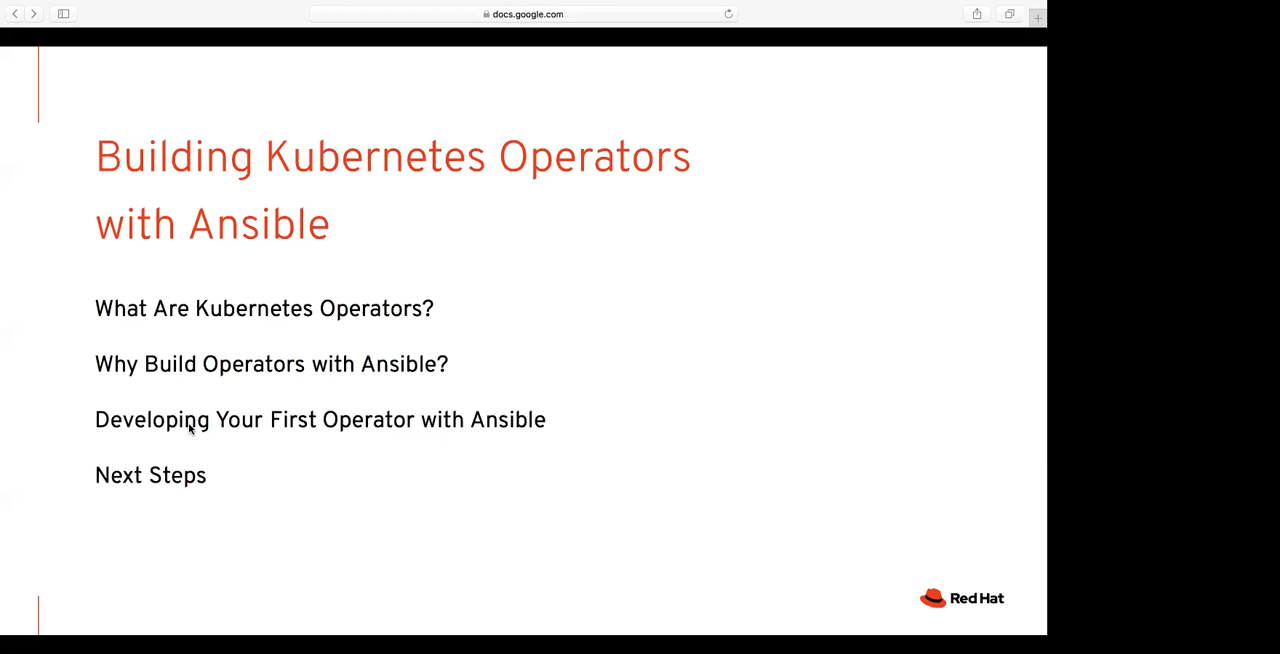 docs.google.com
Building Kubernetes Operators
with Ansible
What Are Kubernetes Operators?
Why Build Operators with Ansible?
Developing Your First Operator with Ansible
Next Steps
Red Hat